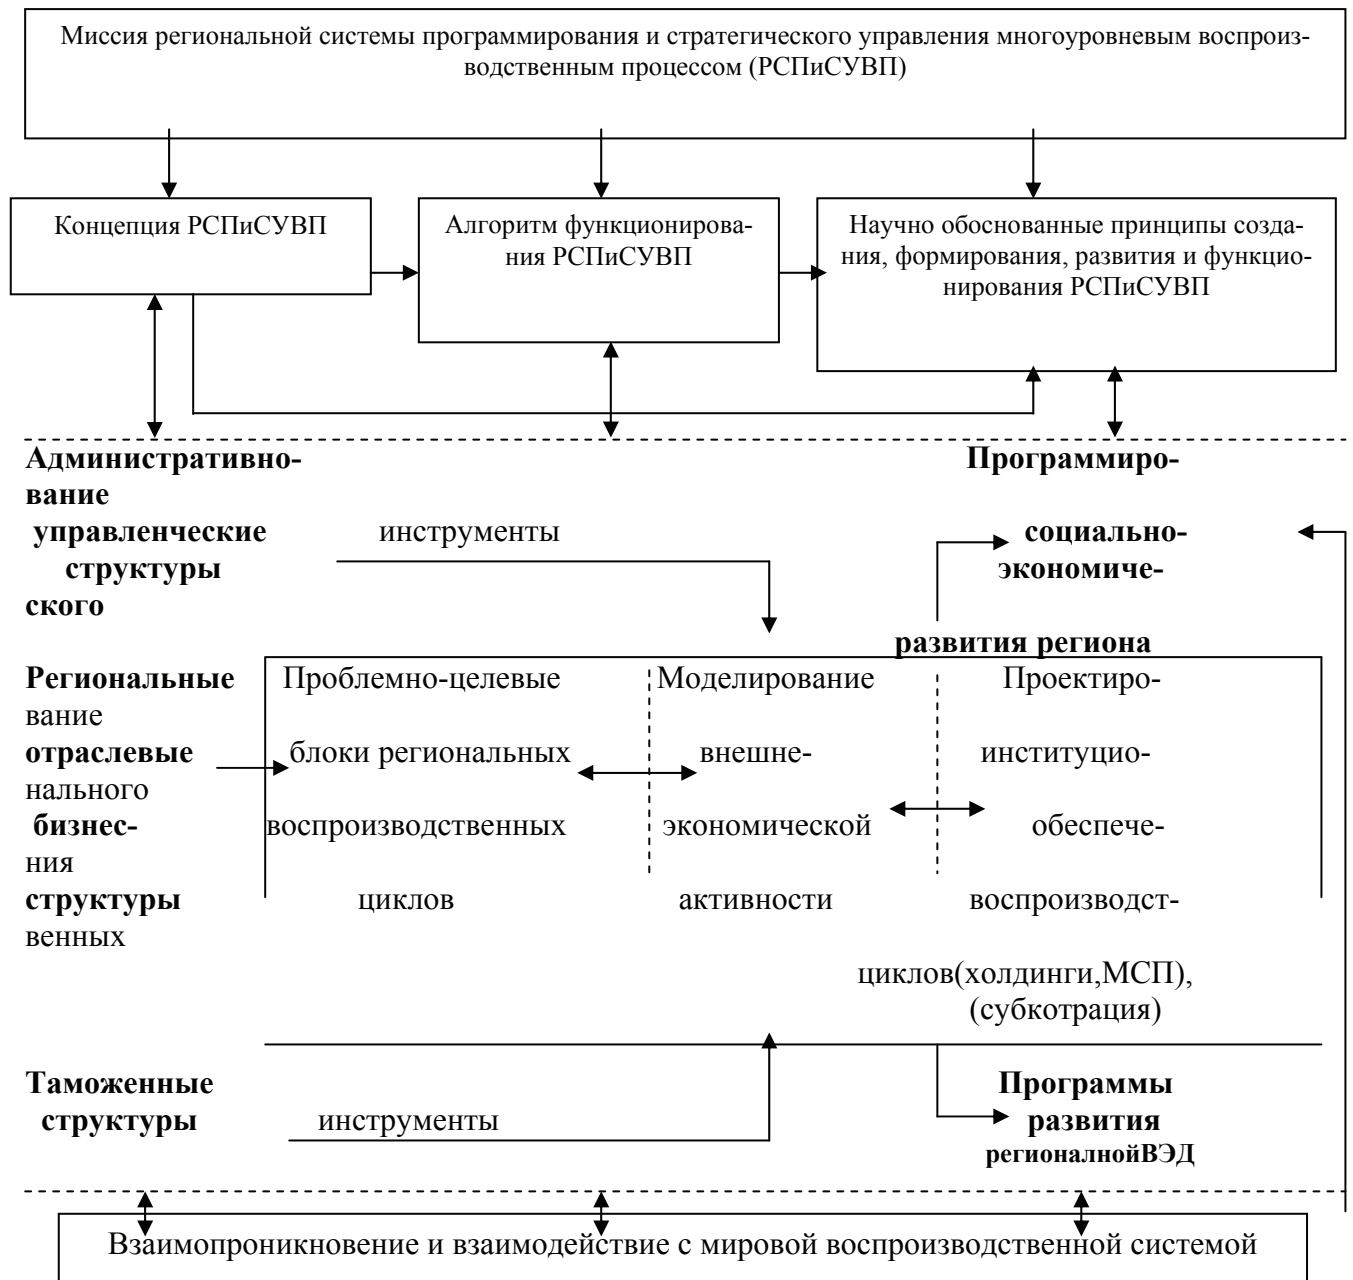 Миссия региональной системы программирования и стратегического управления многоуровневым воспроиз-
водственным процессом (РСПиСУВП)
Концепция РСПиСУВП
Алгоритм функционирова-
ния РСПиСУВП
Научно обоснованные принципы созда-
ния, формирования, развития и функцио-
нирования РСПиСУВП
Административно- Программиро-
вание
управленческие инструменты социально-
структуры экономиче-
ского
развития региона
Региональные Проблемно-целевые Моделирование Проектиро-
вание
отраслевые блоки региональных внешне- институцио-
нального
бизнес- воспроизводственных экономической обеспече-
ния
структуры циклов активности воспроизводст-
венных
циклов(холдинги,МСП),
(субкотрация)
Таможенные Программы
структуры инструменты развития
региналнойВЭД
Взаимопроникновение и взаимодействие с мировой воспроизводственной системой